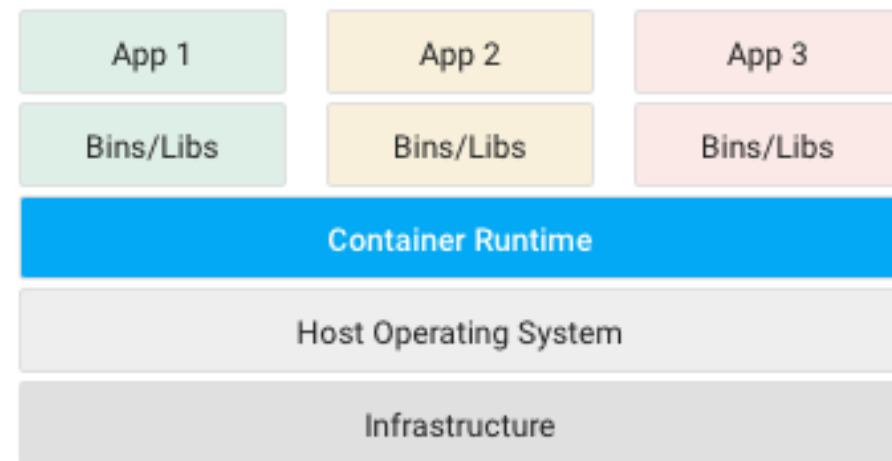 App 1
App 2
App 3
Bins/Libs
Bins/Libs
Bins/Libs
Container Runtime
Host Operating System
Infrastructure